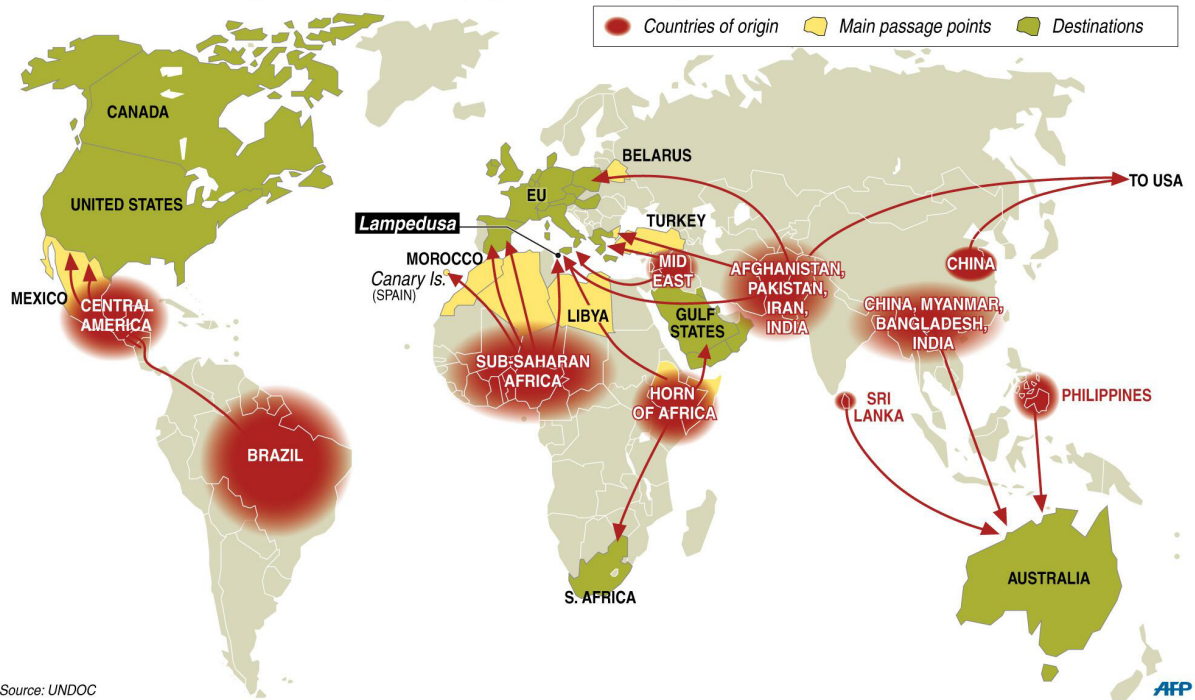 Countries of origin
Main passage points
Destinations
CANADA
UNITED STATES
MEXICO
CENTRAL
AMERICA
BRAZIL
Lampedusa
MOROCCO
Canary Is.
(SPAIN)
EU
BELARUS
TURKEY
MID
EAST
LIBYA
GULF
STATES
SUB-SAHARAN
AFRICA
HORN
OF AFRICA
S. AFRICA
AFGHANISTAN,
PAKISTAN,
IRAN,
INDIA
TO USA
CHINA
CHINA, MYANMAR,
BANGLADESH,
INDIA
SRI
LANKA
PHILIPPINES
AUSTRALIA
Source: UNDOC
AFP